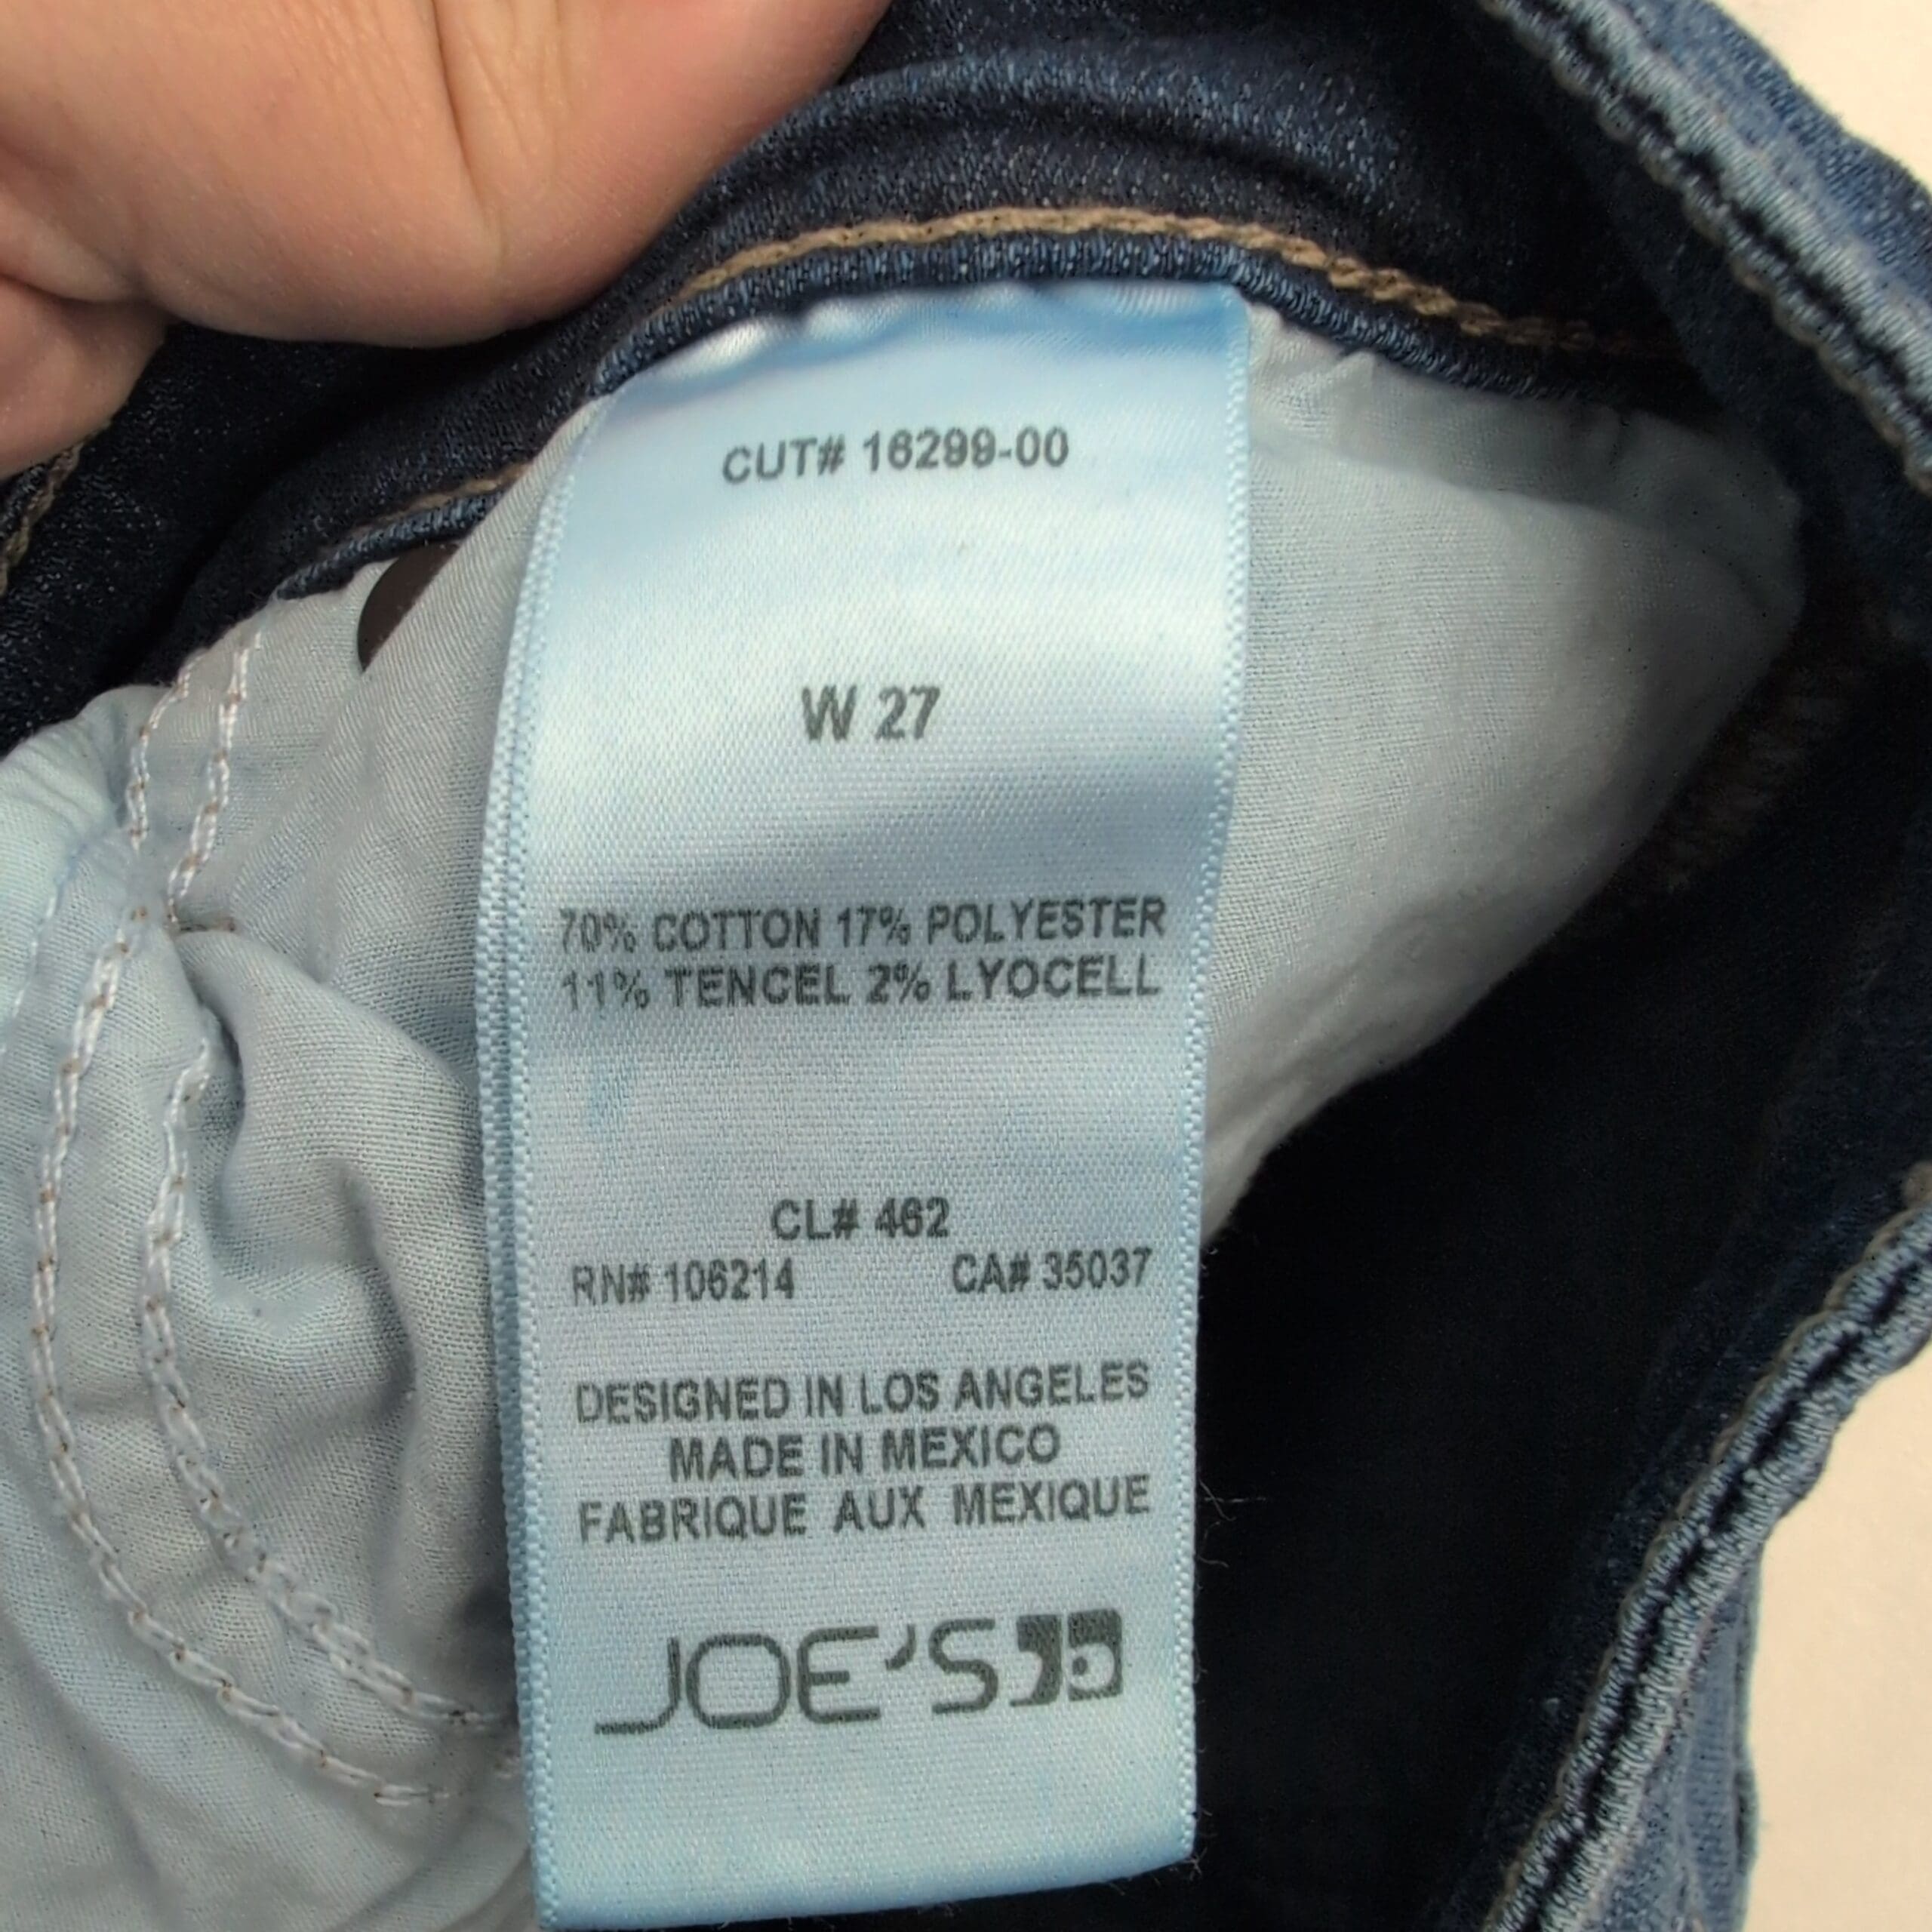 CUT# 16299-00
W 27
70% COTTON 17% POLYESTER
11% TENCEL 2% LYOCELL
CL# 462
RN# 106214 CA# 35037
DESIGNED IN LOS ANGELES
MADE IN MEXICO
FABRIQUE AUX MEXIQUE
JOE'S